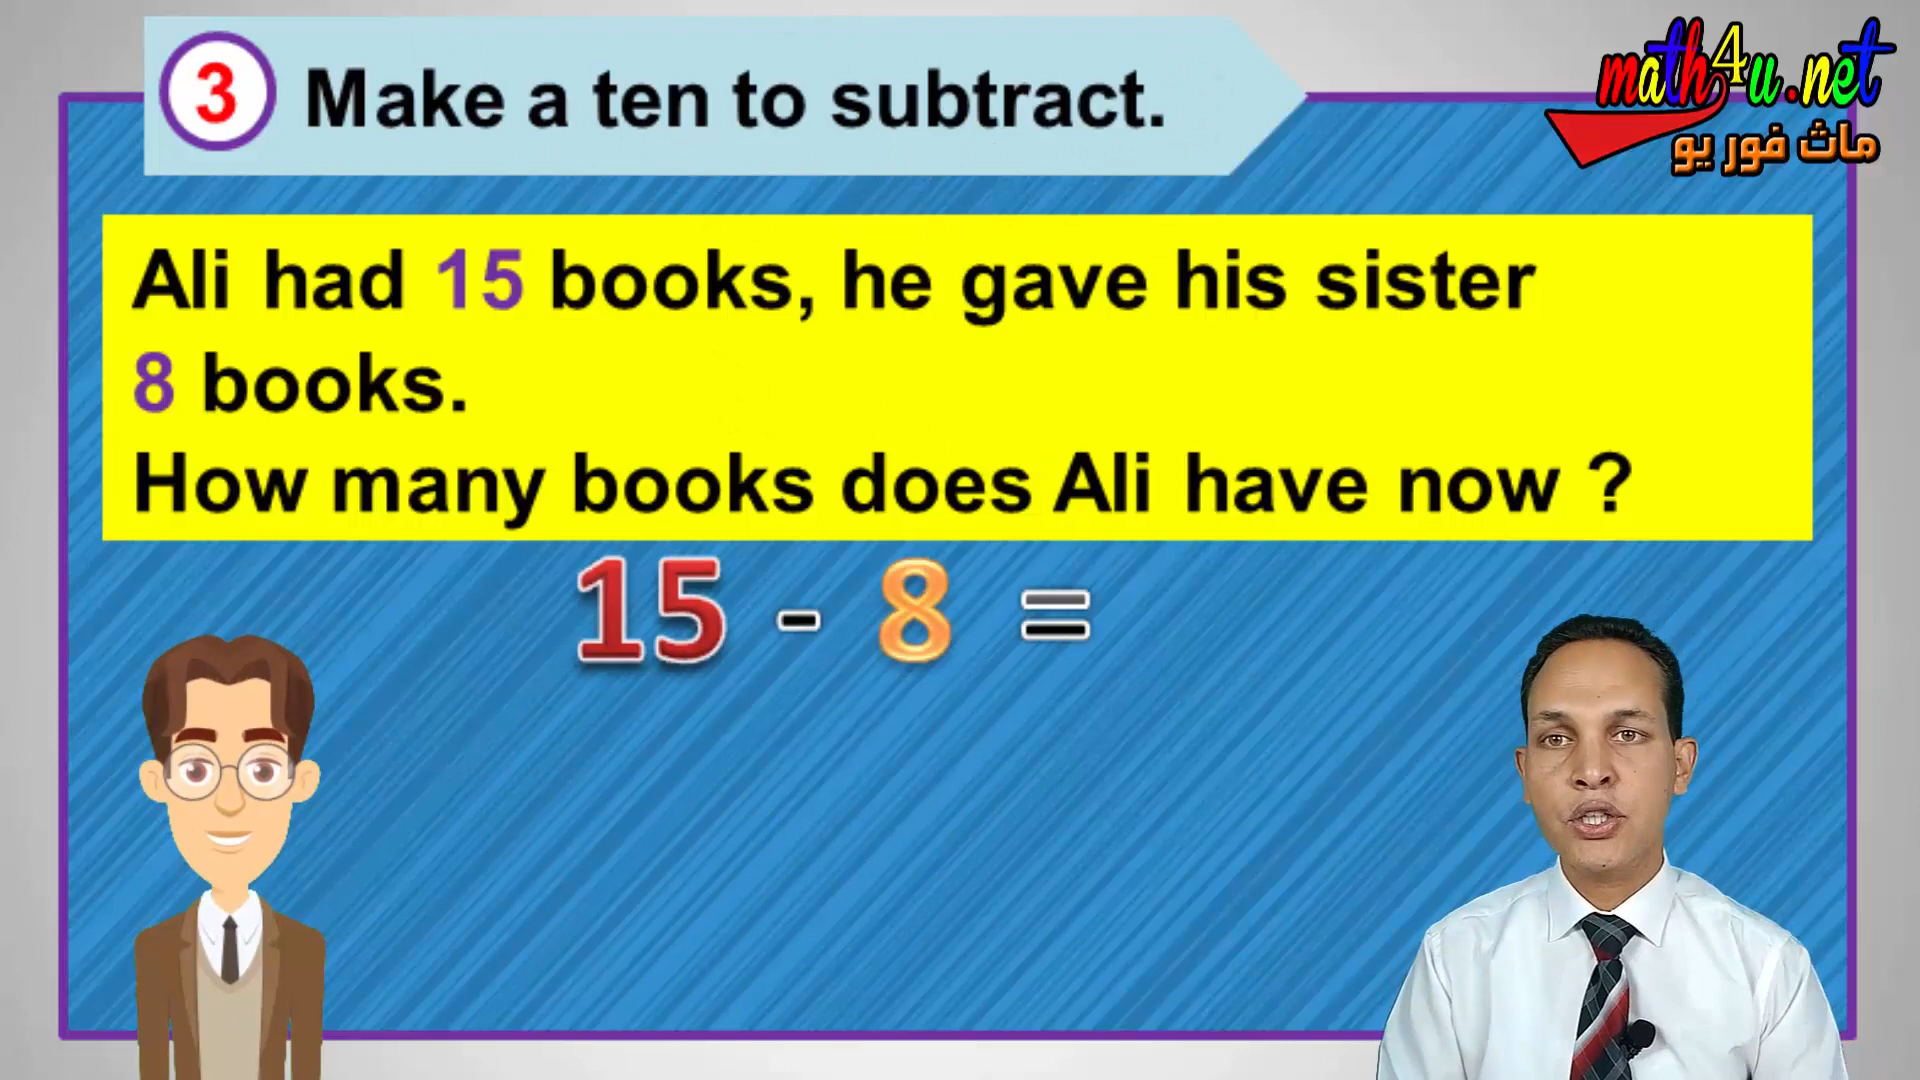 3 Make a ten to subtract.
math4u.net
ماث فور يو
Ali had 15 books, he gave his sister
8 books.
How many books does Ali have now ?
15 - 8 =